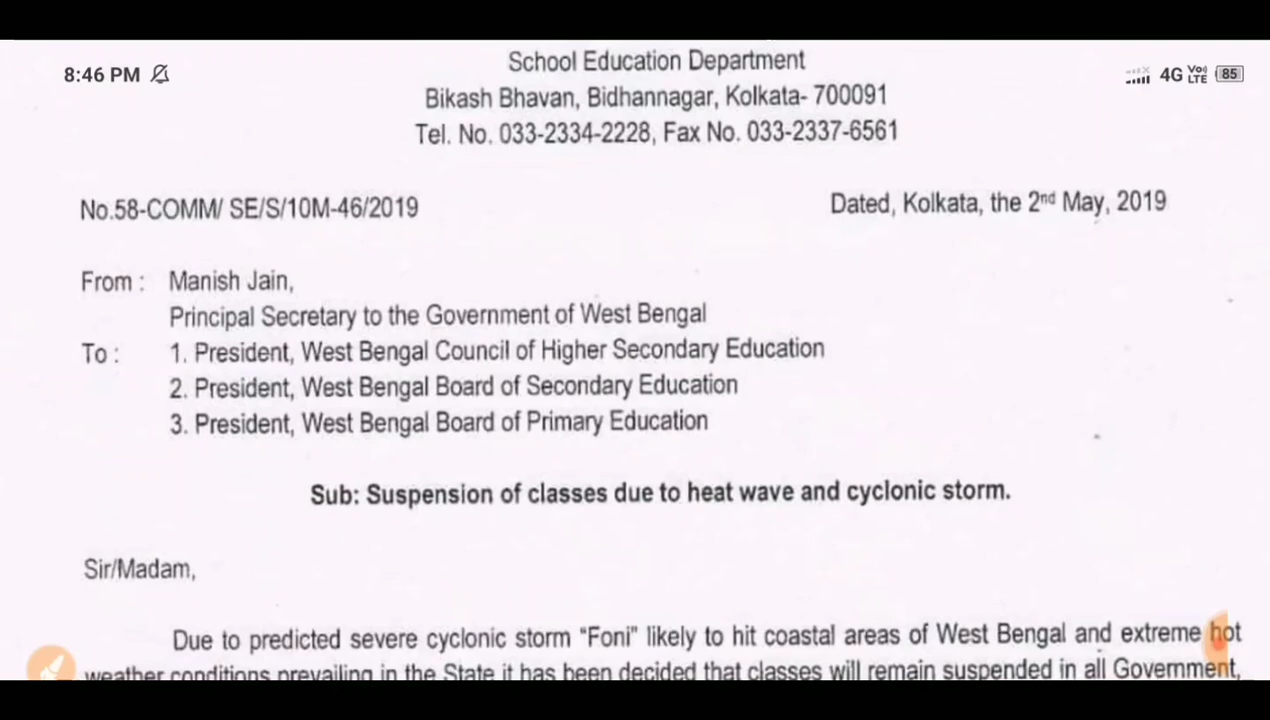 School Education Department
8:46 PM
4G VoI) LTE 85
Bikash Bhavan, Bidhannagar, Kolkata- 700091
Tel. No. 033-2334-2228, Fax No. 033-2337-6561
No.58-COMM/ SE/S/10M-46/2019
Dated, Kolkata, the 2nd May, 2019
From : Manish Jain,
Principal Secretary to the Government of West Bengal
To : 1. President, West Bengal Council of Higher Secondary Education
2. President, West Bengal Board of Secondary Education
3. President, West Bengal Board of Primary Education
Sub: Suspension of classes due to heat wave and cyclonic storm.
Sir/Madam,
Due to predicted severe cyclonic storm "Foni" likely to hit coastal areas of West Bengal and extreme hot
weather conditions prevailing in the State it has been decided that classes will remain suspended in all Government,